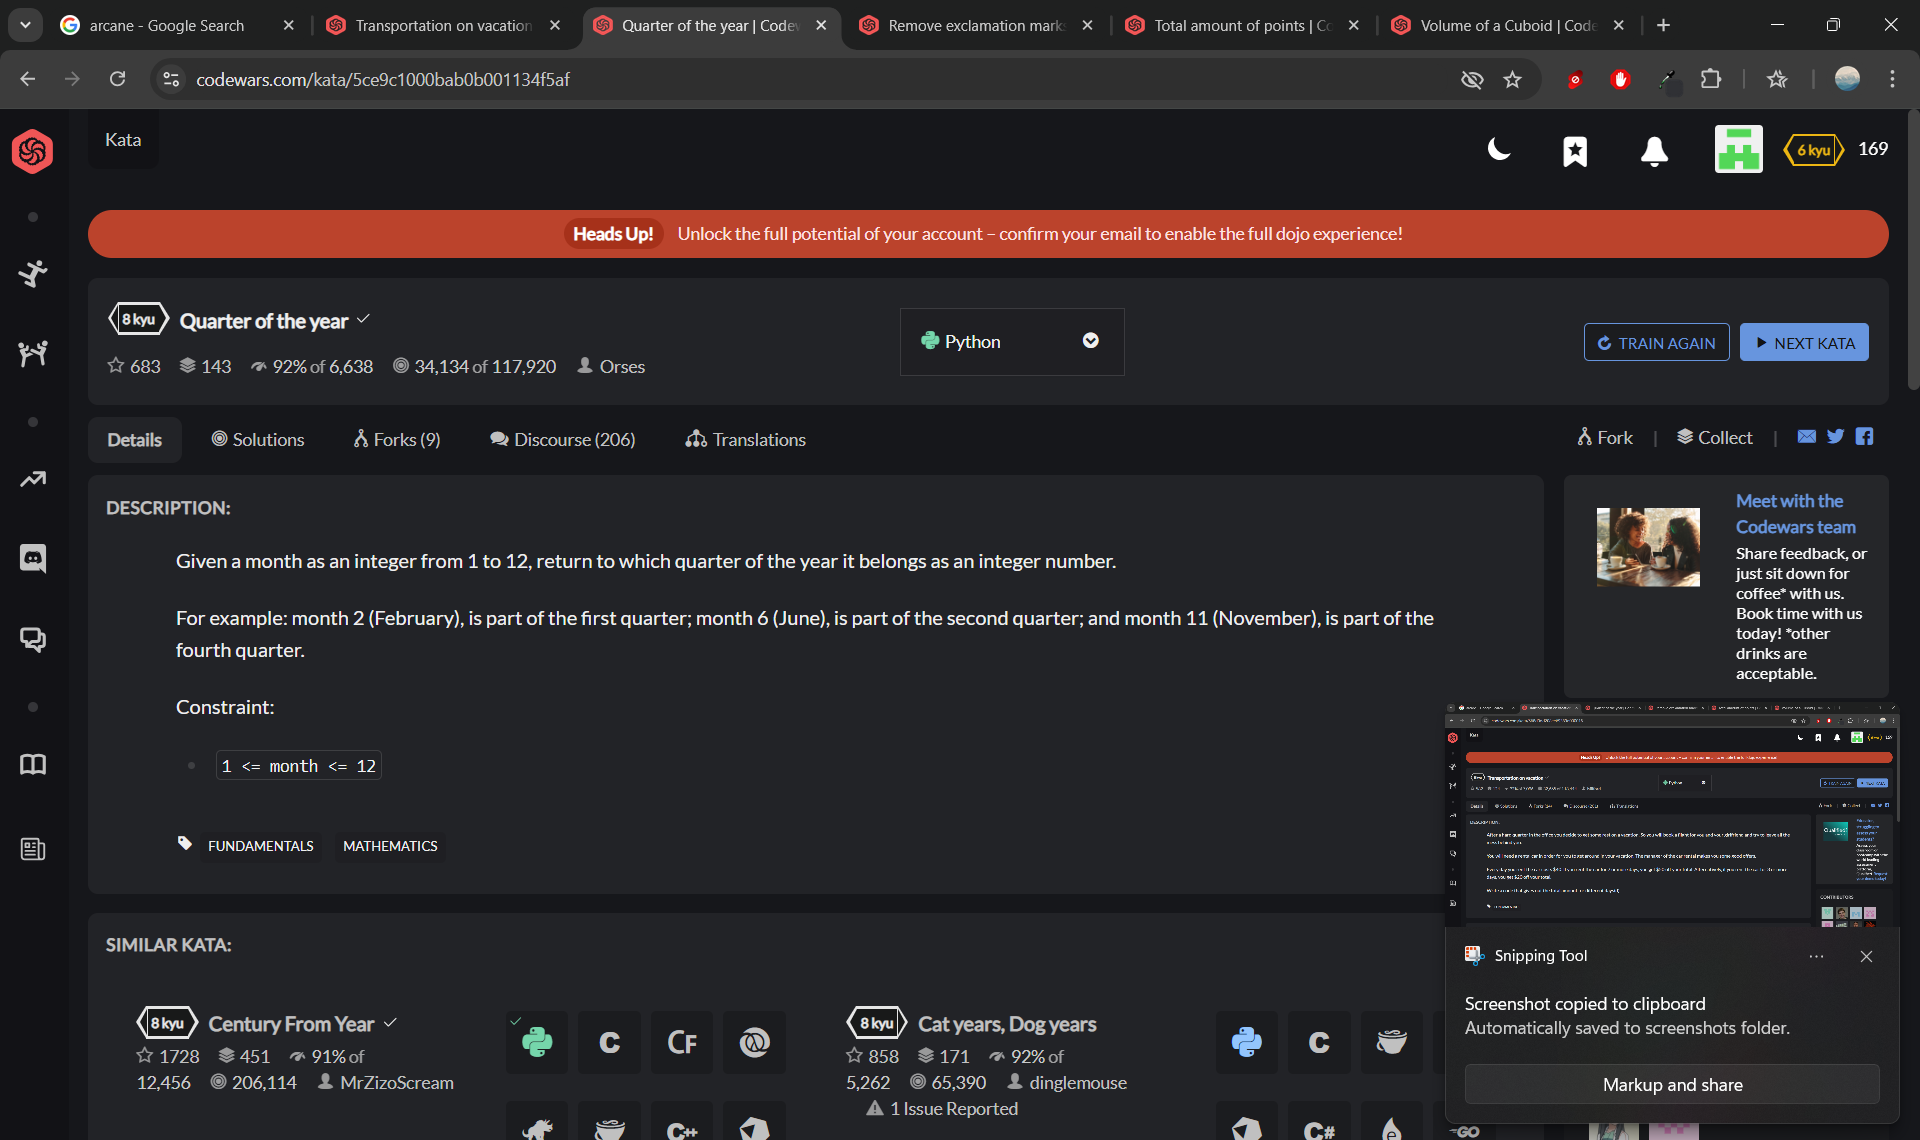 arcane - Google Search
Transportation on vacation
Quarter of the year | Codew
Remove exclamation marks
Total amount of points | Co
Volume of a Cuboid | Code
codewars.com/kata/5ce9c1000bab0b001134f5af
Kata
6 kyu 169
Heads Up! Unlock the full potential of your account – confirm your email to enable the full dojo experience!
8 kyu Quarter of the year
683 143 92% of 6,638 34,134 of 117,920 Orses
Python
TRAIN AGAIN
NEXT KATA
Details
Solutions
Forks (9)
Discourse (206)
Translations
Fork | Collect |
DESCRIPTION:
Given a month as an integer from 1 to 12, return to which quarter of the year it belongs as an integer number.
For example: month 2 (February), is part of the first quarter; month 6 (June), is part of the second quarter; and month 11 (November), is part of the
fourth quarter.
Constraint:
1 <= month <= 12
FUNDAMENTALS
MATHEMATICS
Meet with the
Codewars team
Share feedback, or
just sit down for
coffee* with us.
Book time with us
today! *other
drinks are
acceptable.
SIMILAR KATA:
8 kyu Century From Year
1728 451 91% of
12,456 206,114 MrZizoScream
C
CF
C++
8 kyu Cat years, Dog years
858 171 92% of
5,262 65,390 dinglemouse
1 Issue Reported
C
C#
GO
Heads Up!
Transportation on vacation
DESCRIPTION:
CONTRIBUTORS
Snipping Tool
Screenshot copied to clipboard
Automatically saved to screenshots folder.
Markup and share